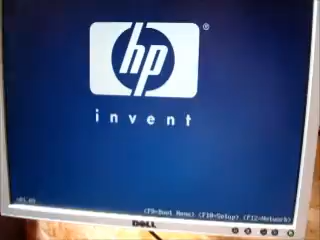 hp
®
invent
(F9=Boot Menu) (F10=Setup) (F12=Network)
DELL